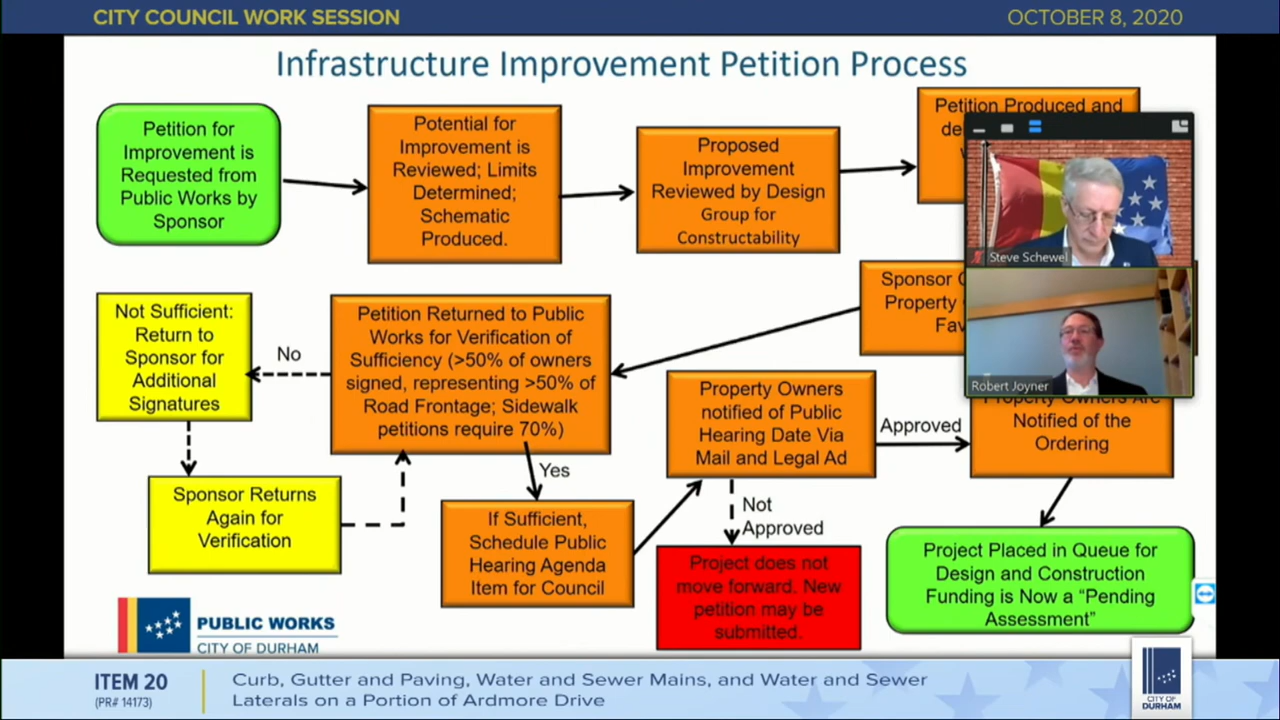 CITY COUNCIL WORK SESSION
OCTOBER 8, 2020
Infrastructure Improvement Petition Process
Petition for
Improvement is
Requested from
Public Works by
Sponsor
Potential for
Improvement is
Reviewed; Limits
Determined;
Schematic
Produced.
Proposed
Improvement
Reviewed by Design
Group for
Constructability
Petition Produced and
Steve Schewel
Robert Joyner
Sponsor
Property
Not Sufficient:
Return to
Sponsor for
Additional
Signatures
No
Petition Returned to Public
Works for Verification of
Sufficiency (>50% of owners
signed, representing >50% of
Road Frontage; Sidewalk
petitions require 70%)
Property Owners
notified of Public
Hearing Date Via
Mail and Legal Ad
Approved
Property Owners Are
Notified of the
Ordering
Sponsor Returns
Again for
Verification
Yes
If Sufficient,
Schedule Public
Hearing Agenda
Item for Council
Not
Approved
Project does not
move forward. New
petition may be
submitted.
Project Placed in Queue for
Design and Construction
Funding is Now a “Pending
Assessment”
PUBLIC WORKS
CITY OF DURHAM
ITEM 20
(PR# 14173)
Curb, Gutter and Paving, Water and Sewer Mains, and Water and Sewer
Laterals on a Portion of Ardmore Drive
CITY OF
DURHAM